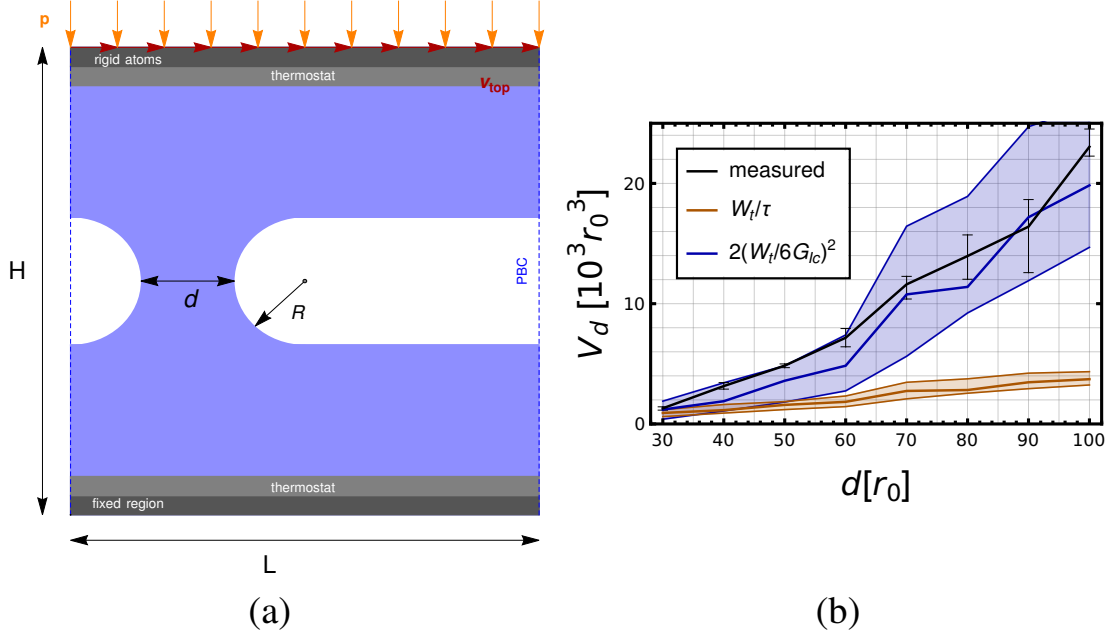 p
rigid atoms
thermostat
v_top
H
d
R
PBC
thermostat
fixed region
L
(a)
V_d [10^3 r_0^3]
20
10
0
measured
W_t/τ
2(W_t/6G_Ic)^2
30 40 50 60 70 80 90 100
d[r_0]
(b)